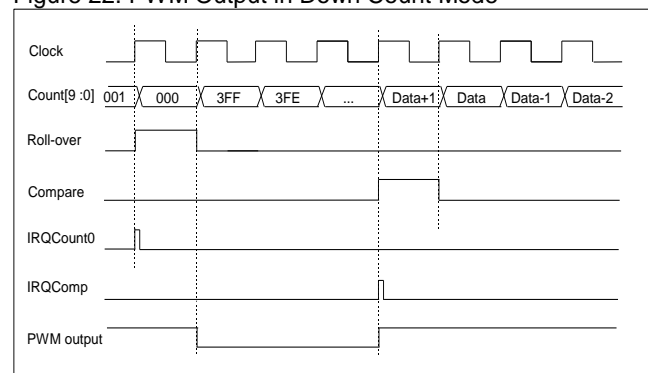 Figure 22. PWM Output in Down Count Mode
Clock
Count[9 :0] 001 000 3FF 3FE ... Data+1 Data Data-1 Data-2
Roll-over
Compare
IRQCount0
IRQComp
PWM output